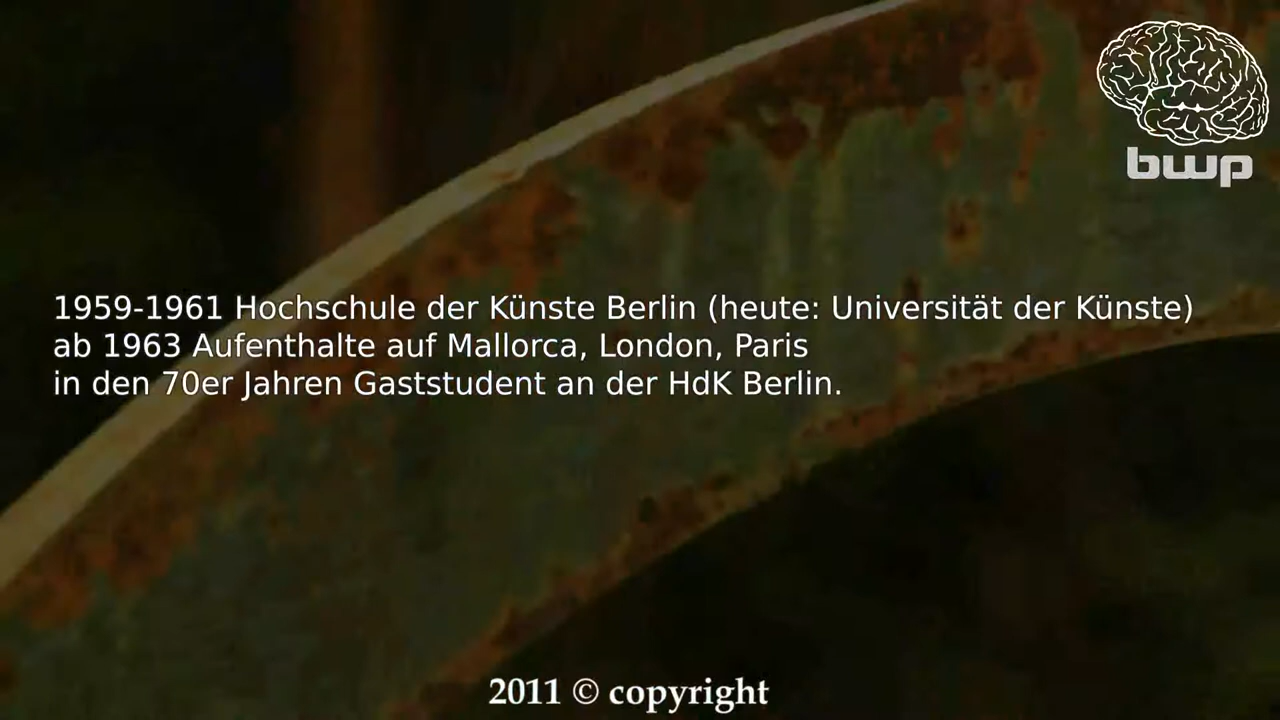 bwp
1959-1961 Hochschule der Künste Berlin (heute: Universität der Künste)
ab 1963 Aufenthalte auf Mallorca, London, Paris
in den 70er Jahren Gaststudent an der HdK Berlin.
2011 © copyright